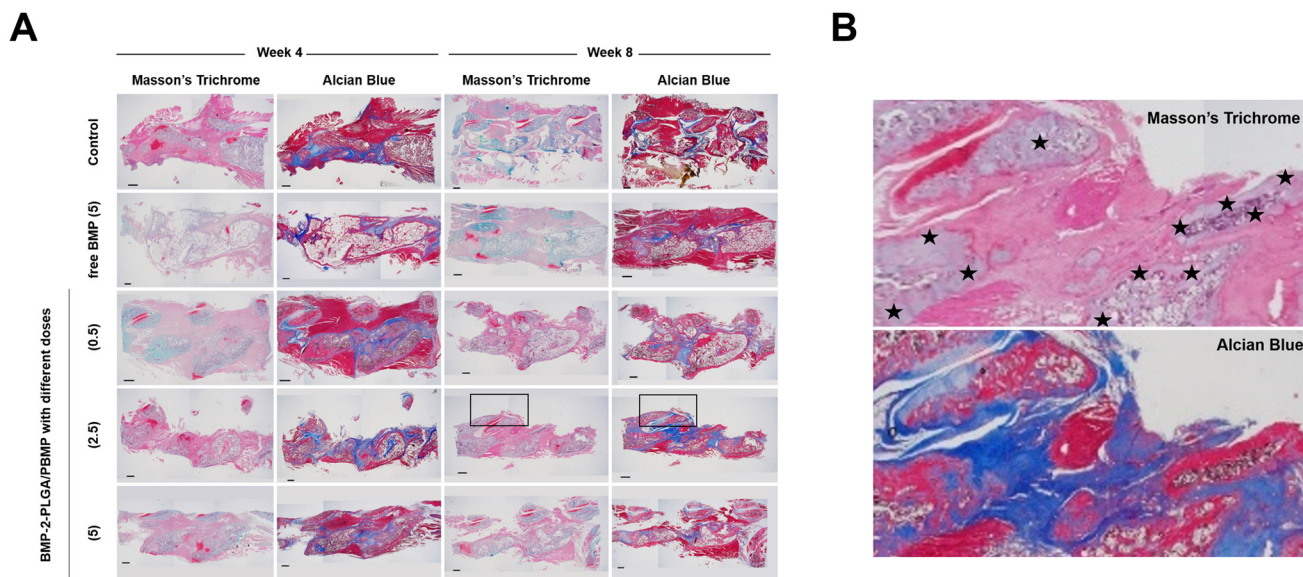 A
B
Week 4
Week 8
Masson's Trichrome
Alcian Blue
Masson's Trichrome
Alcian Blue
Control
free BMP (5)
BMP-2-PLGA/PBMP with different doses
(0.5)
(2.5)
(5)
Masson's Trichrome
Alcian Blue